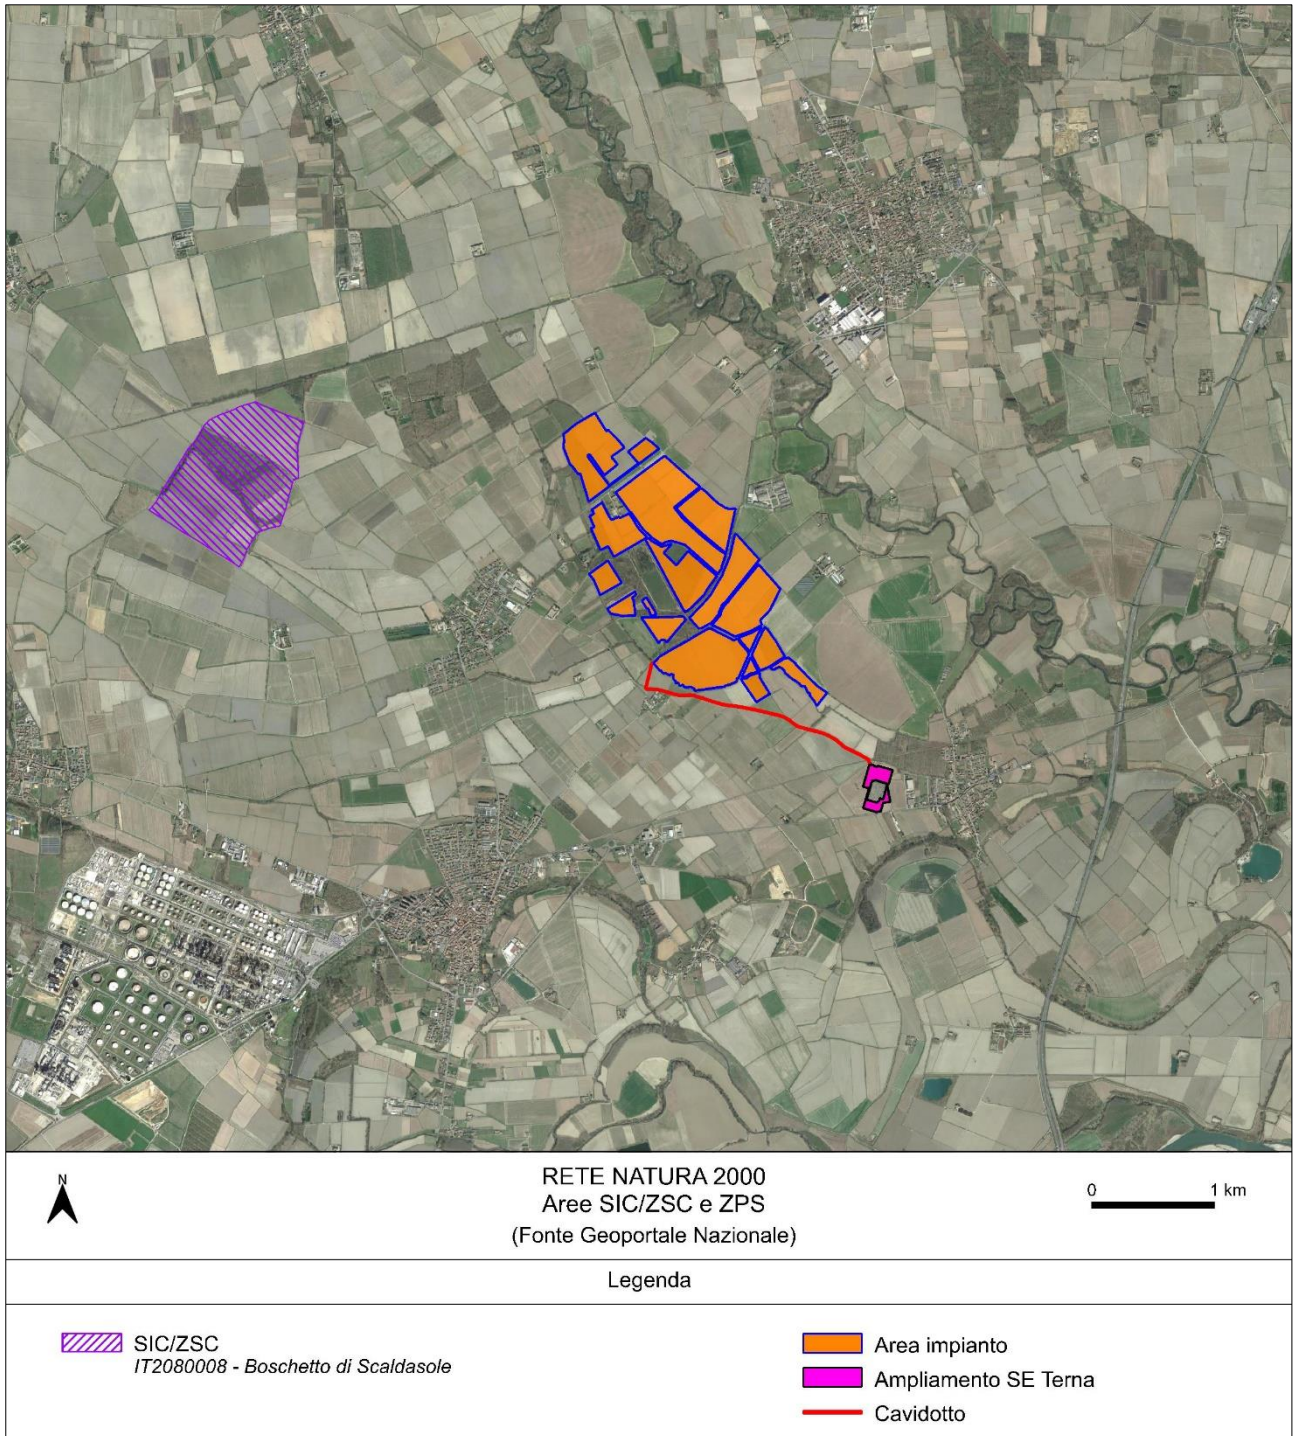 N
RETE NATURA 2000
Aree SIC/ZSC e ZPS
(Fonte Geoportale Nazionale)
0 1 km
Legenda
SIC/ZSC
IT2080008 - Boschetto di Scaldasole
Area impianto
Ampliamento SE Terna
Cavidotto